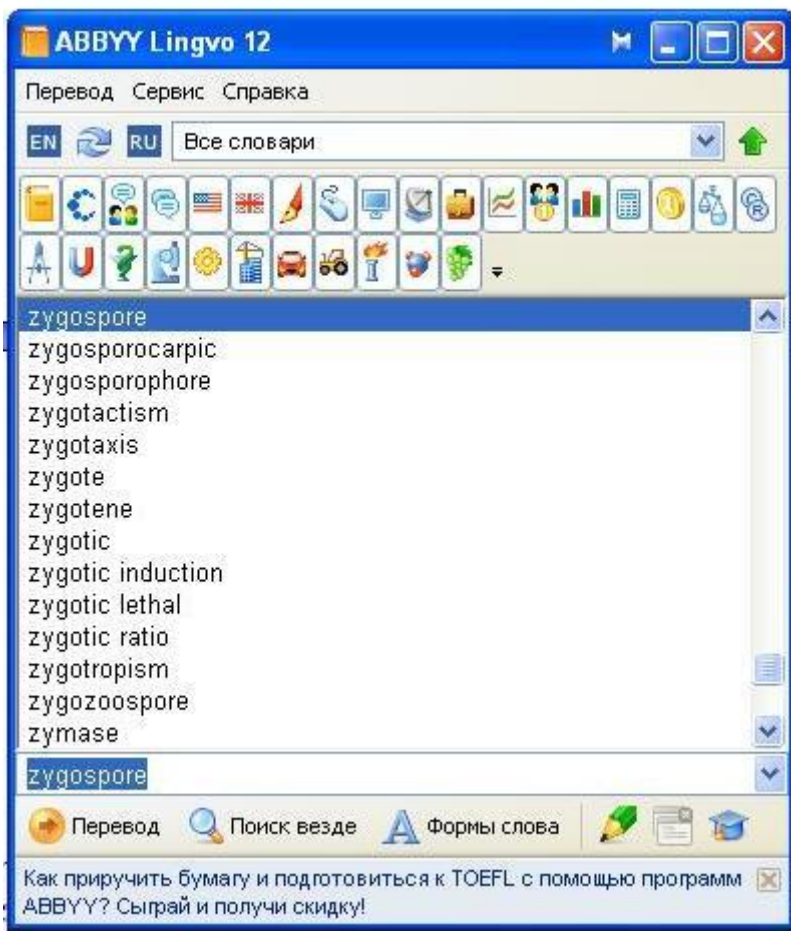 ABBYY Lingvo 12
Перевод Сервис Справка
EN RU Все словари
zygospore
zygosporocarpic
zygosporophore
zygotactism
zygotaxis
zygote
zygotene
zygotic
zygotic induction
zygotic lethal
zygotic ratio
zygotropism
zygozoospore
zymase
zygospore
Перевод Поиск везде Формы слова
Как приручить бумагу и подготовиться к TOEFL с помощью программ
ABBYY? Сыграй и получи скидку!